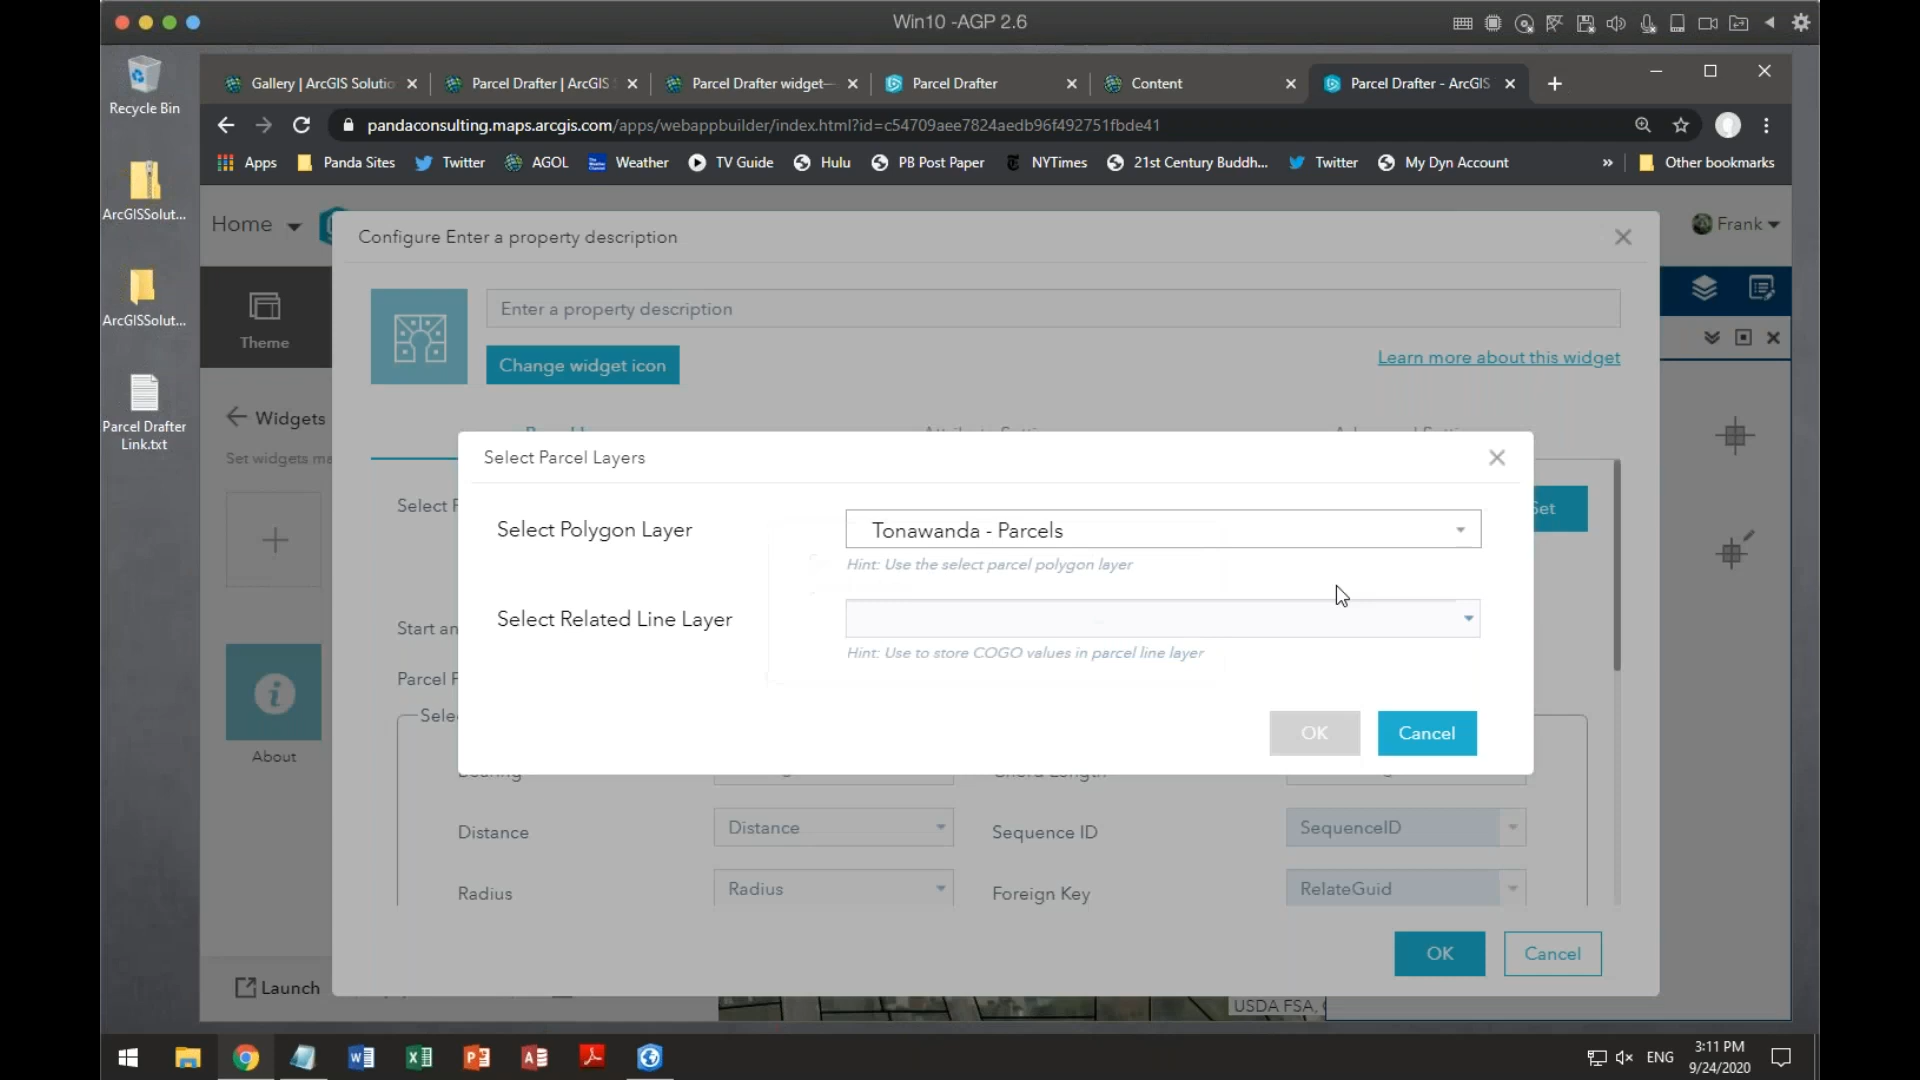 Win10 -AGP 2.6
Recycle Bin
ArcGISSolut...
ArcGISSolut...
Parcel Drafter
Link.txt
Gallery | ArcGIS Solutio
Parcel Drafter | ArcGIS
Parcel Drafter widget—
Parcel Drafter
Content
Parcel Drafter - ArcGIS
pandaconsulting.maps.arcgis.com/apps/webappbuilder/index.html?id=c54709aee7824aedb96f492751fbde41
Apps
Panda Sites
Twitter
AGOL
Weather
TV Guide
Hulu
PB Post Paper
NYTimes
21st Century Buddh...
Twitter
My Dyn Account
»
Other bookmarks
Home
Frank
Configure Enter a property description
Theme
Enter a property description
Change widget icon
Learn more about this widget
Widgets
Set widgets ma
About
Launch
Select Parcel Layers
Select Polygon Layer
Tonawanda - Parcels
Hint: Use the select parcel polygon layer
Select Related Line Layer
Hint: Use to store COGO values in parcel line layer
OK
Cancel
Distance
Distance
Sequence ID
SequenceID
Radius
Radius
Foreign Key
RelateGuid
OK
Cancel
USDA FSA,
ENG
3:11 PM
9/24/2020